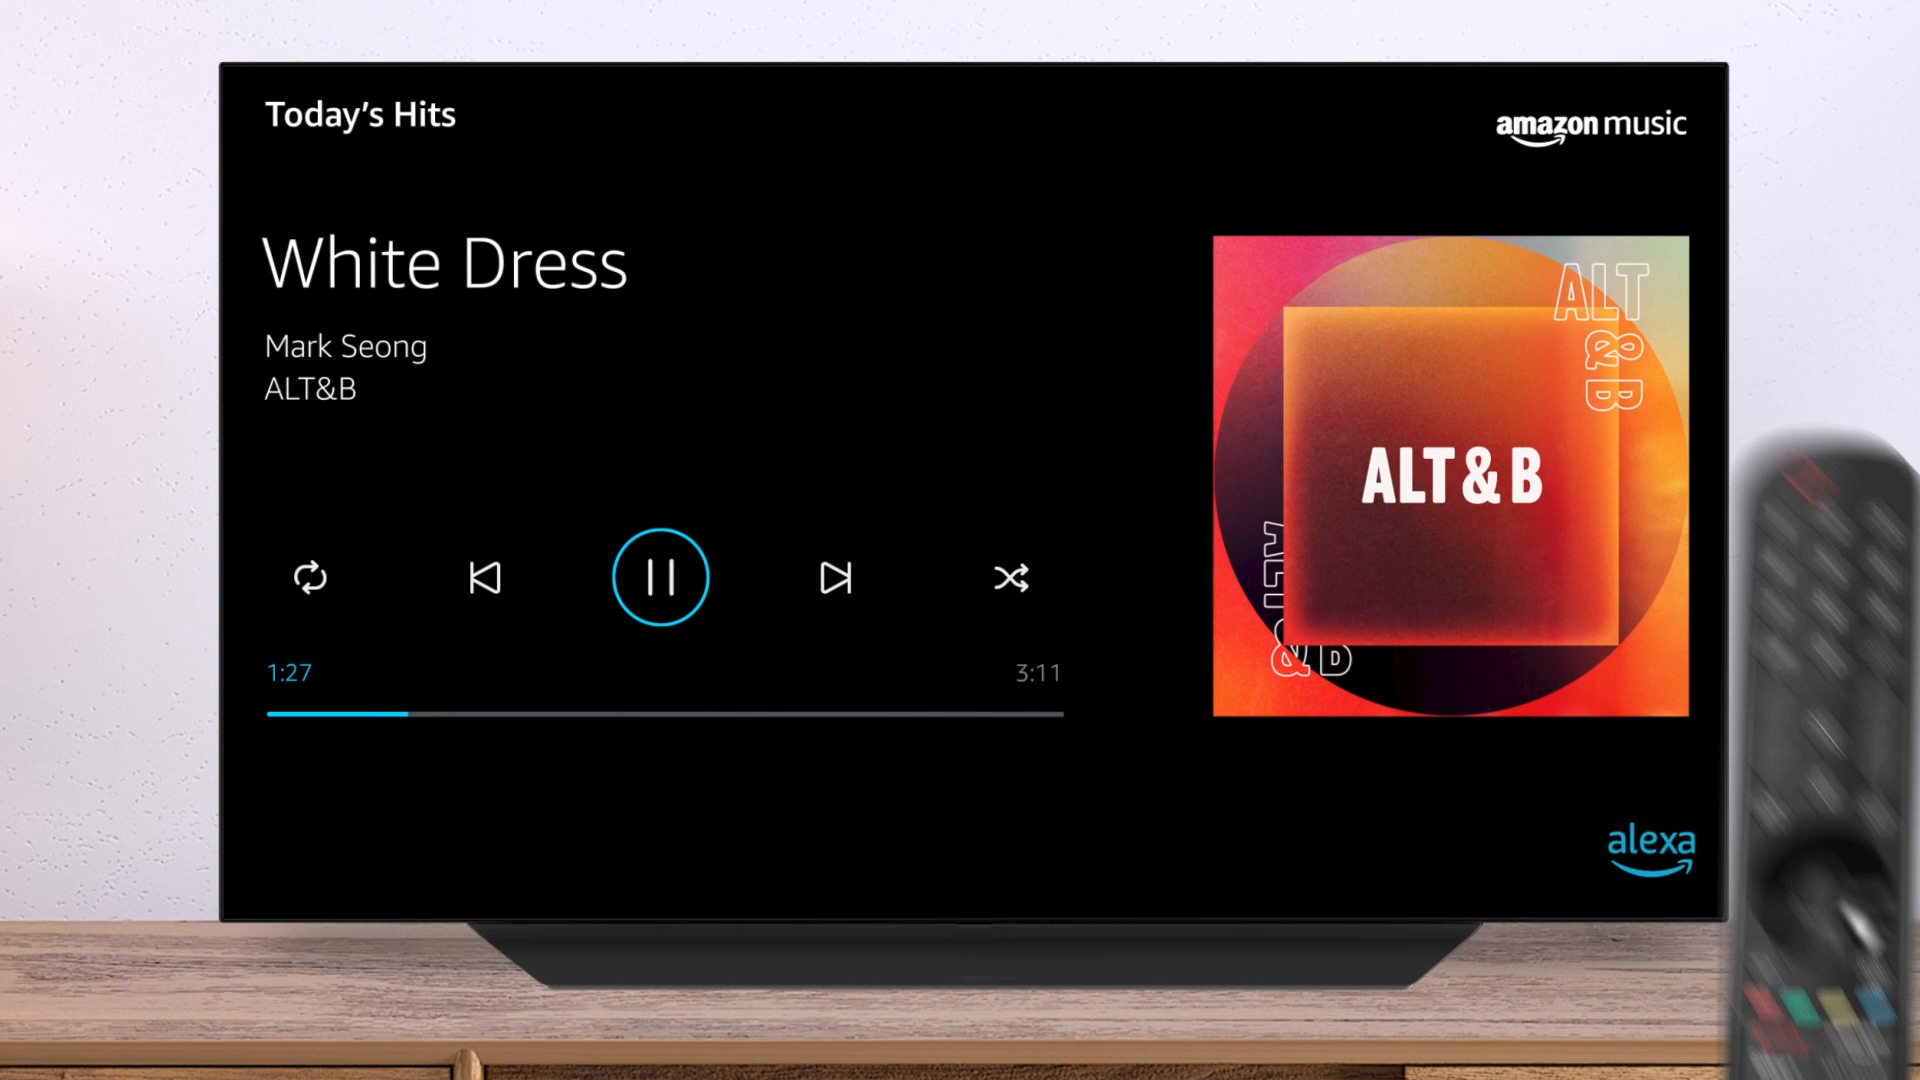 Today's Hits
amazon music
White Dress
Mark Seong
ALT&B
1:27
3:11
ALT
&
B
ALT & B
ALT
& B
alexa